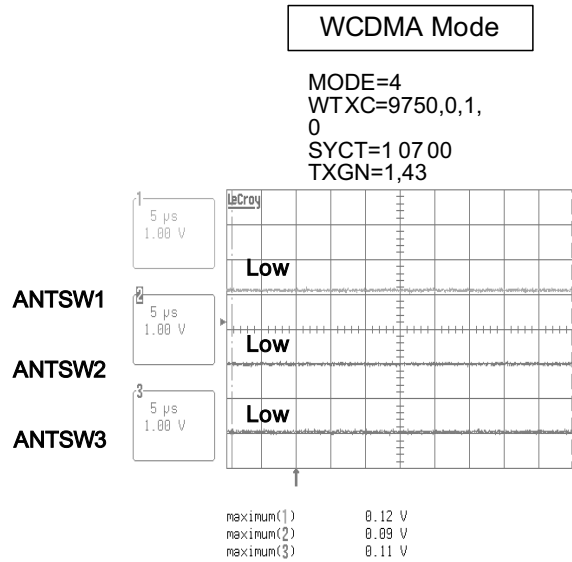 WCDMA Mode
MODE=4
WTXC=9750,0,1,
0
SYCT=1 07 00
TXGN=1,43
1
5 µs
1.00 V
LeCroy
Low
ANTSW1
2
5 µs
1.00 V
Low
ANTSW2
3
5 µs
1.00 V
Low
ANTSW3
maximum(1) 0.12 V
maximum(2) 0.09 V
maximum(3) 0.11 V